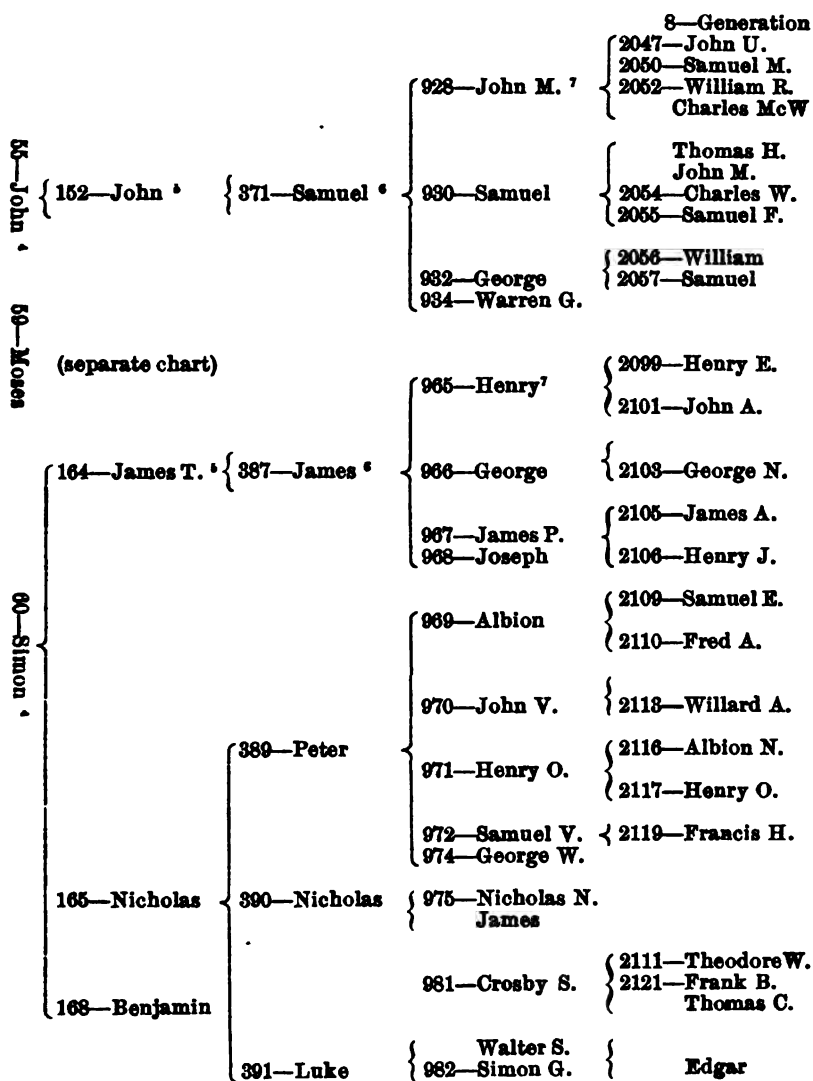 8—Generation
2047—John U.
2050—Samuel M.
928—John M. ⁷ 2052—William R.
Charles McW
Thomas H.
John M.
55—John ⁴ 152—John ⁵ 371—Samuel ⁶ 930—Samuel 2054—Charles W.
2055—Samuel F.
2056—William
932—George 2057—Samuel
934—Warren G.
59—Moses (separate chart)
2099—Henry E.
965—Henry⁷
2101—John A.
164—James T. ⁵ 387—James ⁶ 966—George 2103—George N.
2105—James A.
967—James P.
968—Joseph 2106—Henry J.
60—Simon ⁴
2109—Samuel E.
969—Albion
2110—Fred A.
970—John V. 2113—Willard A.
389—Peter 2116—Albion N.
971—Henry O.
2117—Henry O.
972—Samuel V. 2119—Francis H.
974—George W.
165—Nicholas 390—Nicholas 975—Nicholas N.
James
2111—Theodore W.
981—Crosby S. 2121—Frank B.
Thomas C.
168—Benjamin
Walter S.
391—Luke 982—Simon G. Edgar